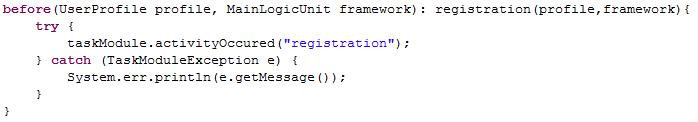 before(UserProfile profile, MainLogicUnit framework): registration(profile,framework){
    try {
        taskModule.activityOccured("registration");
    } catch (TaskModuleException e) {
        System.err.println(e.getMessage());
    }
}